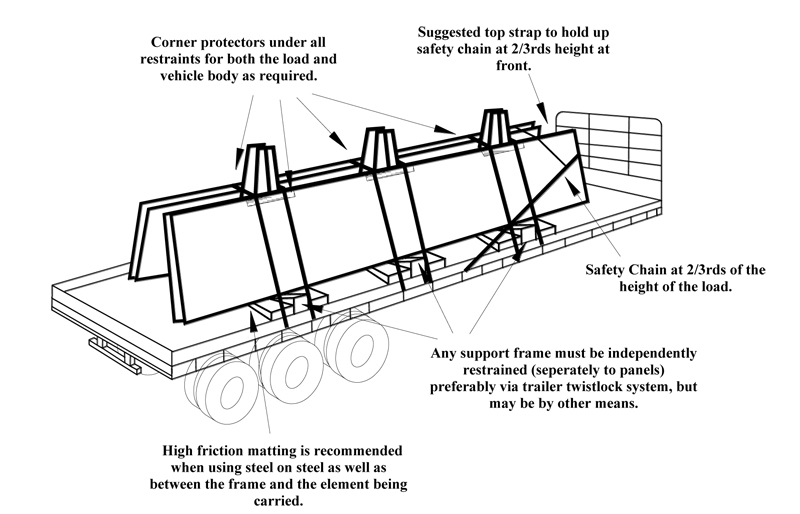 Corner protectors under all
restraints for both the load and
vehicle body as required.
Suggested top strap to hold up
safety chain at 2/3rds height at
front.
Safety Chain at 2/3rds of the
height of the load.
Any support frame must be independently
restrained (seperately to panels)
preferably via trailer twistlock system, but
may be by other means.
High friction matting is recommended
when using steel on steel as well as
between the frame and the element being
carried.